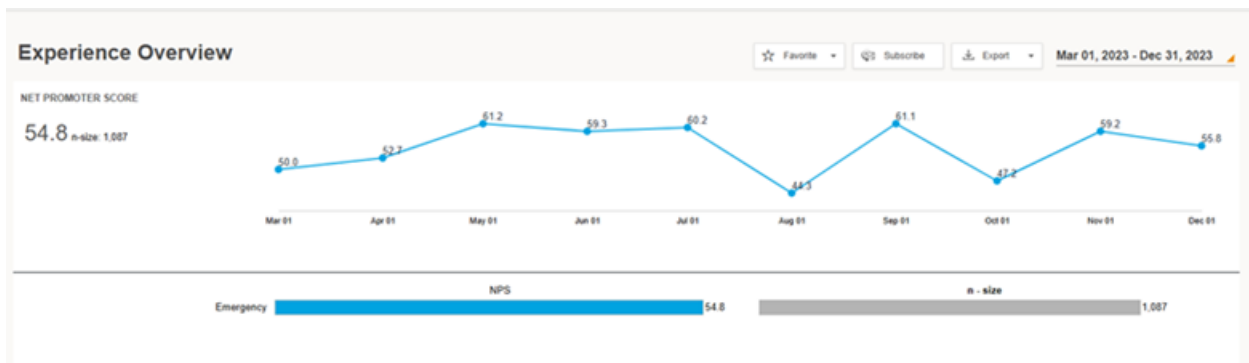 Experience Overview
Favorite
Subscribe
Export
Mar 01, 2023 - Dec 31, 2023
NET PROMOTER SCORE
54.8 n-size: 1,087
50.0 52.7 61.2 59.3 60.2 44.3 61.1 47.2 59.2 55.8
Mar 01 Apr 01 May 01 Jun 01 Jul 01 Aug 01 Sep 01 Oct 01 Nov 01 Dec 01
NPS n - size
Emergency 54.8 1,087